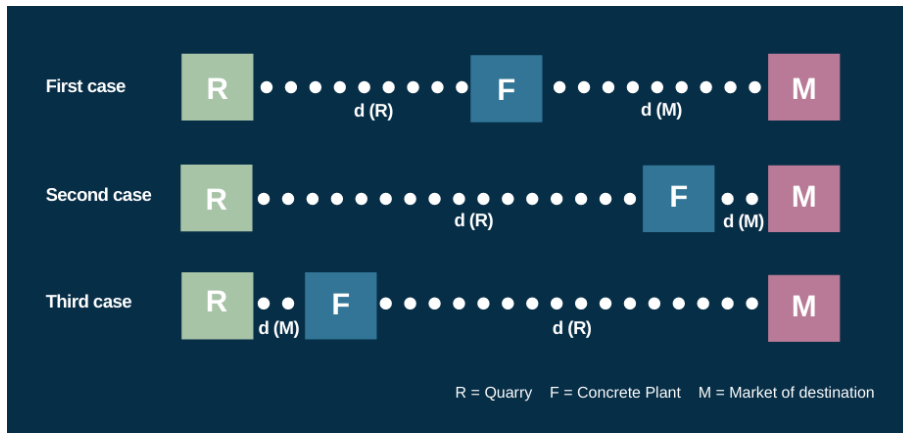 First case R F M
d (R) d (M)
Second case R F M
d (R) d (M)
Third case R F M
d (M) d (R)
R = Quarry F = Concrete Plant M = Market of destination